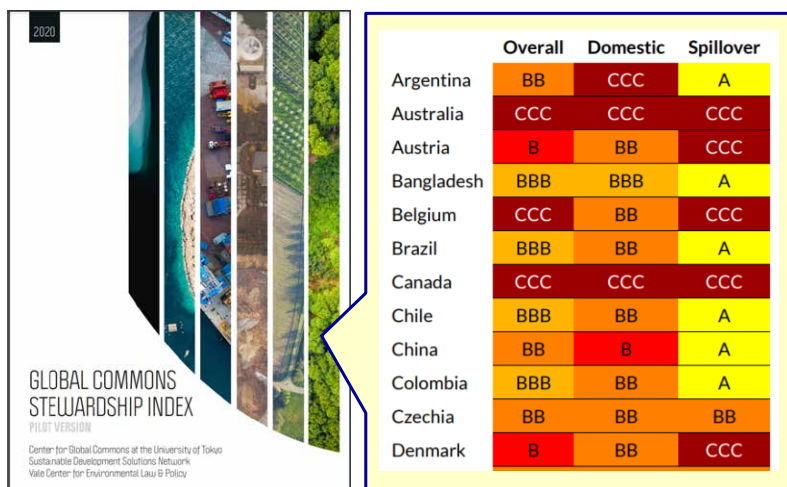 2020
GLOBAL COMMONS
STEWARDSHIP INDEX
PILOT VERSION
Center for Global Commons at the University of Tokyo
Sustainable Development Solutions Network
Yale Center for Environmental Law & Policy
Overall Domestic Spillover
Argentina BB CCC A
Australia CCC CCC CCC
Austria B BB CCC
Bangladesh BBB BBB A
Belgium CCC BB CCC
Brazil BBB BB A
Canada CCC CCC CCC
Chile BBB BB A
China BB B A
Colombia BBB BB A
Czechia BB BB BB
Denmark B BB CCC